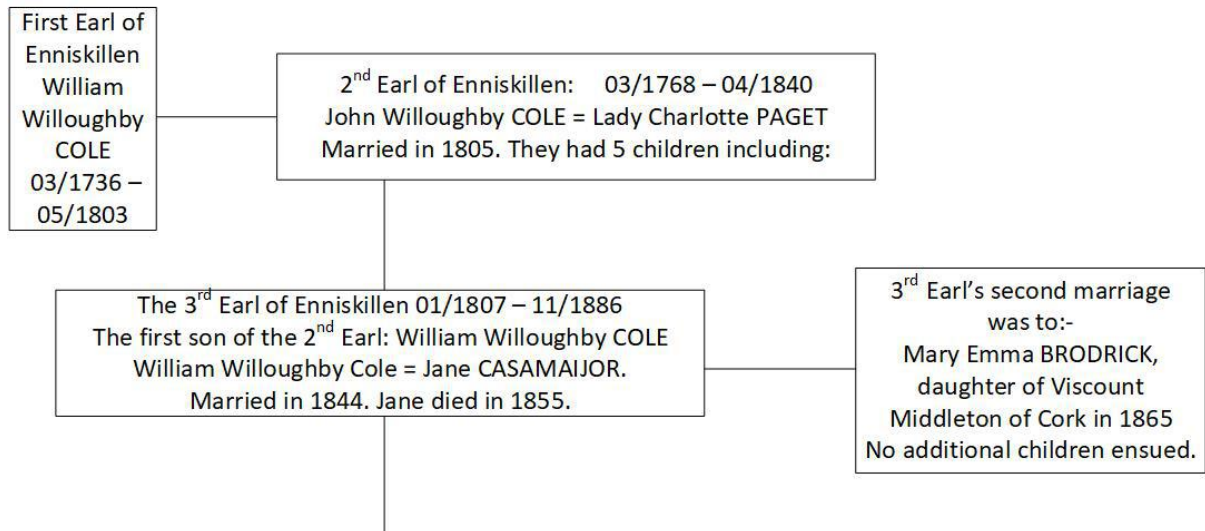 First Earl of
Enniskillen
William
Willoughby
COLE
03/1736 –
05/1803
2nd Earl of Enniskillen: 03/1768 – 04/1840
John Willoughby COLE = Lady Charlotte PAGET
Married in 1805. They had 5 children including:
The 3rd Earl of Enniskillen 01/1807 – 11/1886
The first son of the 2nd Earl: William Willoughby COLE
William Willoughby Cole = Jane CASAMAIJOR.
Married in 1844. Jane died in 1855.
3rd Earl’s second marriage
was to:-
Mary Emma BRODRICK,
daughter of Viscount
Middleton of Cork in 1865
No additional children ensued.